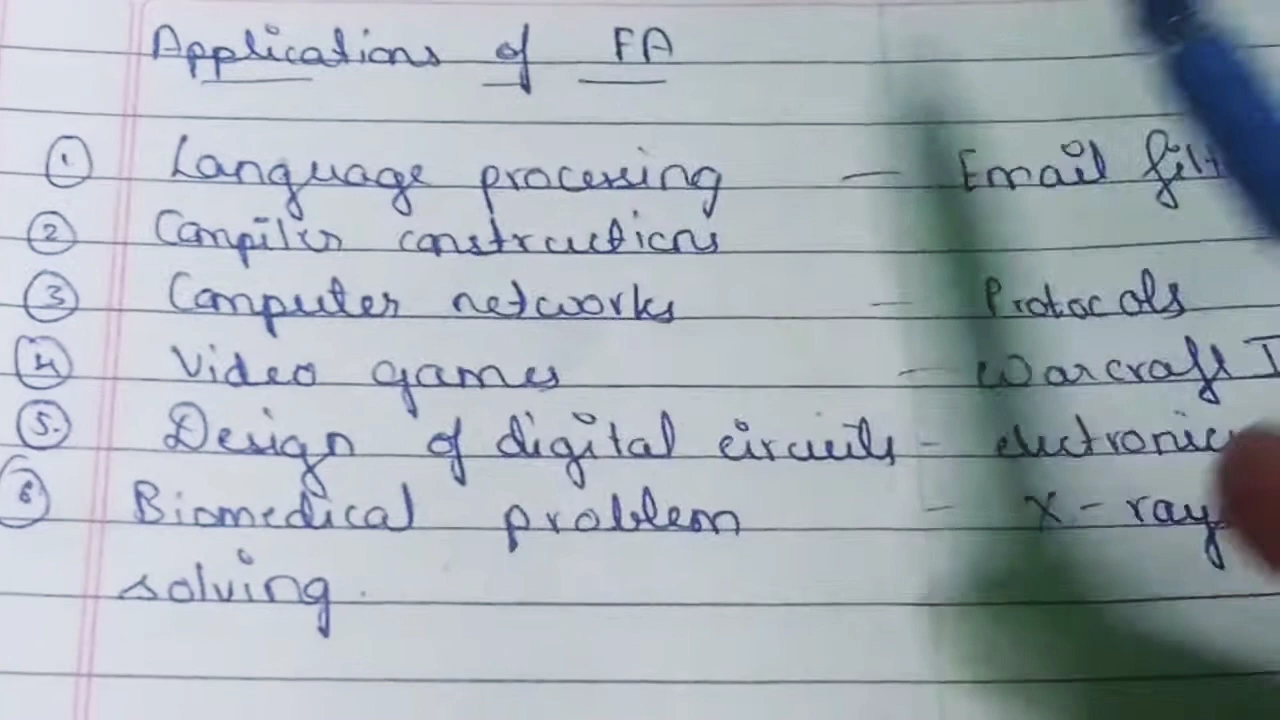 Applications of FA
① Language processing — Email filt
② Compiler constructions
③ Computer networks — Protocols
④ Video games — Warcraft I
⑤ Design of digital circuits - electronic
⑥ Biomedical problem - X-ray
solving.